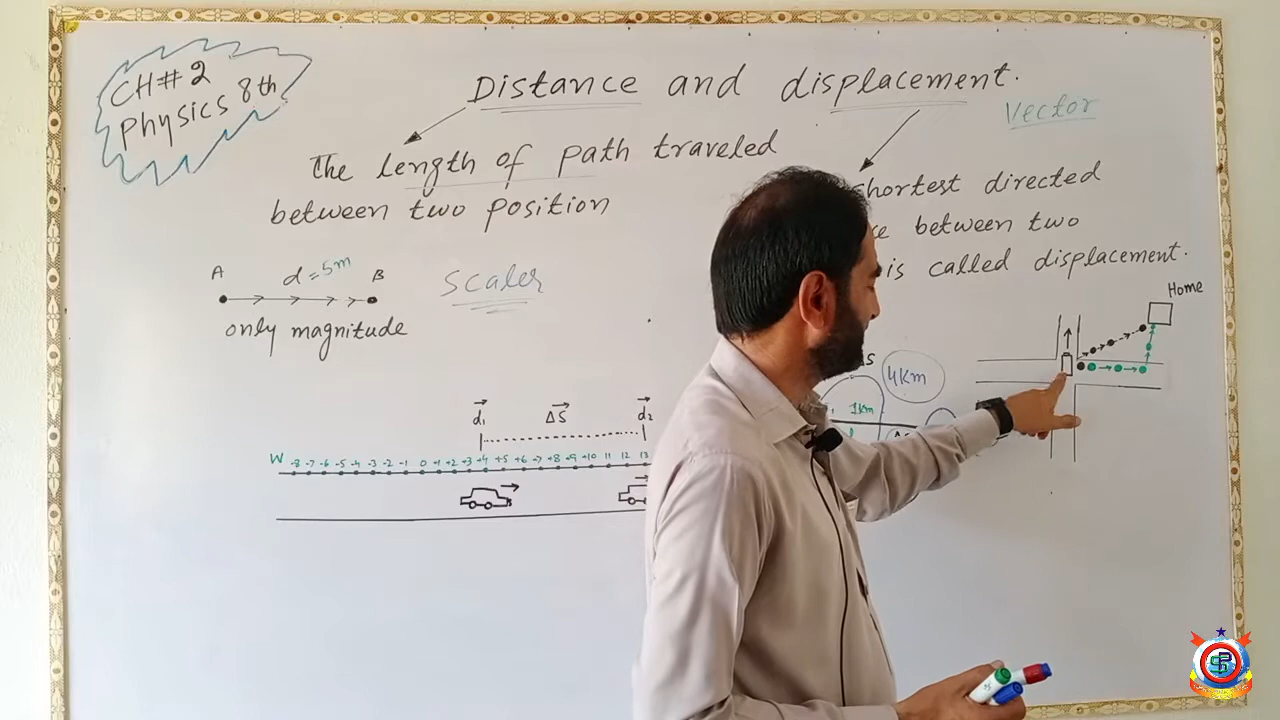 CH#2
Physics 8th
Distance and displacement.
Vector
The length of path traveled
between two position
shortest directed
between two
is called displacement.
A d=5m B
only magnitude
Scaler
Home
4Km
1km
d1 ΔS d2
W -8 -7 -6 -5 -4 -3 -2 -1 0 +1 +2 +3 +4 +5 +6 +7 +8 +9 +10 11 12 13